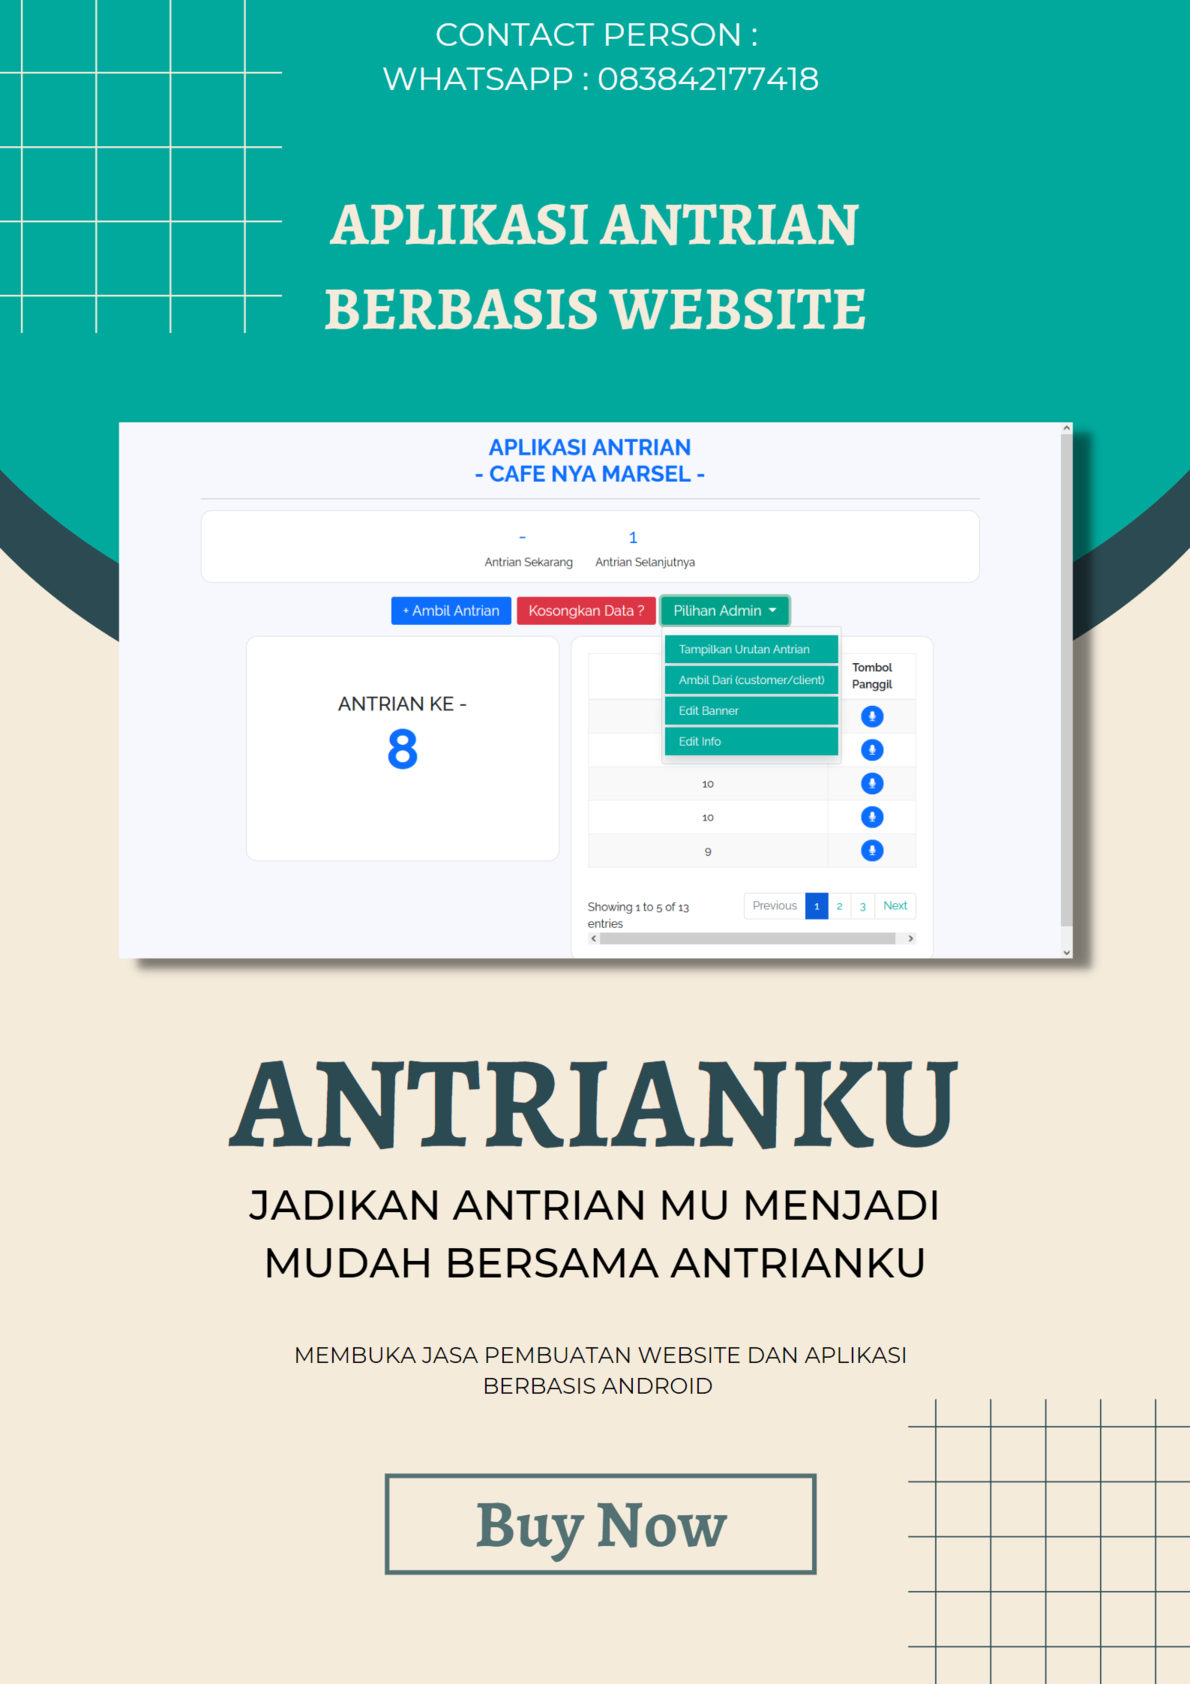 CONTACT PERSON :
WHATSAPP : 083842177418
APLIKASI ANTRIAN
BERBASIS WEBSITE
APLIKASI ANTRIAN
- CAFE NYA MARSEL -
-
1
Antrian Sekarang
Antrian Selanjutnya
+ Ambil Antrian
Kosongkan Data ?
Pilihan Admin
Tampilkan Urutan Antrian
Ambil Dari (customer/client)
Edit Banner
Edit Info
ANTRIAN KE -
8
Tombol
Panggil
10
10
9
Showing 1 to 5 of 13
entries
Previous 1 2 3 Next
ANTRIANKU
JADIKAN ANTRIAN MU MENJADI
MUDAH BERSAMA ANTRIANKU
MEMBUKA JASA PEMBUATAN WEBSITE DAN APLIKASI
BERBASIS ANDROID
Buy Now